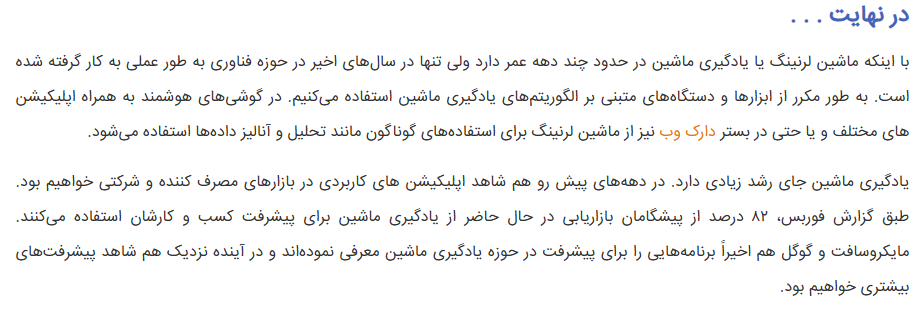 در نهایت . . .
با اینکه ماشین لرنینگ یا یادگیری ماشین در حدود چند دهه عمر دارد ولی تنها در سال‌های اخیر در حوزه فناوری به طور عملی به کار گرفته شده
است. به طور مکرر از ابزارها و دستگاه‌های متبنی بر الگوریتم‌های یادگیری ماشین استفاده می‌کنیم. در گوشی‌های هوشمند به همراه اپلیکیشن
های مختلف و یا حتی در بستر دارک وب نیز از ماشین لرنینگ برای استفاده‌های گوناگون مانند تحلیل و آنالیز داده‌ها استفاده می‌شود.
یادگیری ماشین جای رشد زیادی دارد. در دهه‌های پیش رو هم شاهد اپلیکیشن های کاربردی در بازارهای مصرف کننده و شرکتی خواهیم بود.
طبق گزارش فوربس، ۸۲ درصد از پیشگامان بازاریابی در حال حاضر از یادگیری ماشین برای پیشرفت کسب و کارشان استفاده می‌کنند.
مایکروسافت و گوگل هم اخیراً برنامه‌هایی را برای پیشرفت در حوزه یادگیری ماشین معرفی نموده‌اند و در آینده نزدیک هم شاهد پیشرفت‌های
بیشتری خواهیم بود.